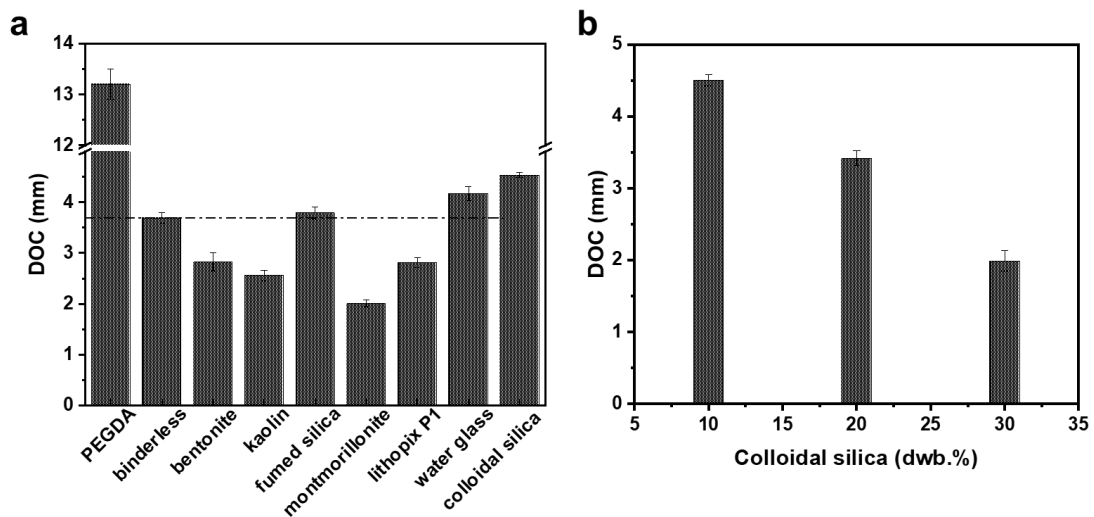 a
14
13
12
4
3
2
1
0
DOC (mm)
PEGDA
binderless
bentonite
kaolin
fumed silica
montmorillonite
lithopix P1
water glass
colloidal silica
b
5
4
3
2
1
0
DOC (mm)
5 10 15 20 25 30 35
Colloidal silica (dwb.%)